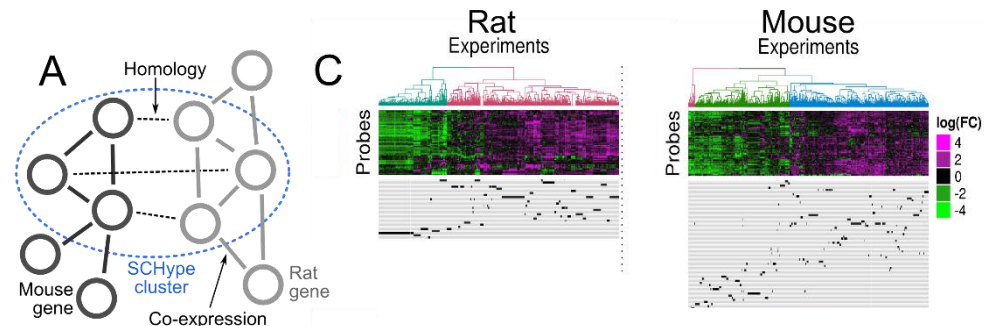 A
Homology
SCHype
cluster
Mouse
gene
Rat
gene
Co-expression
C
Rat
Experiments
Probes
Mouse
Experiments
Probes
log(FC)
4
2
0
-2
-4